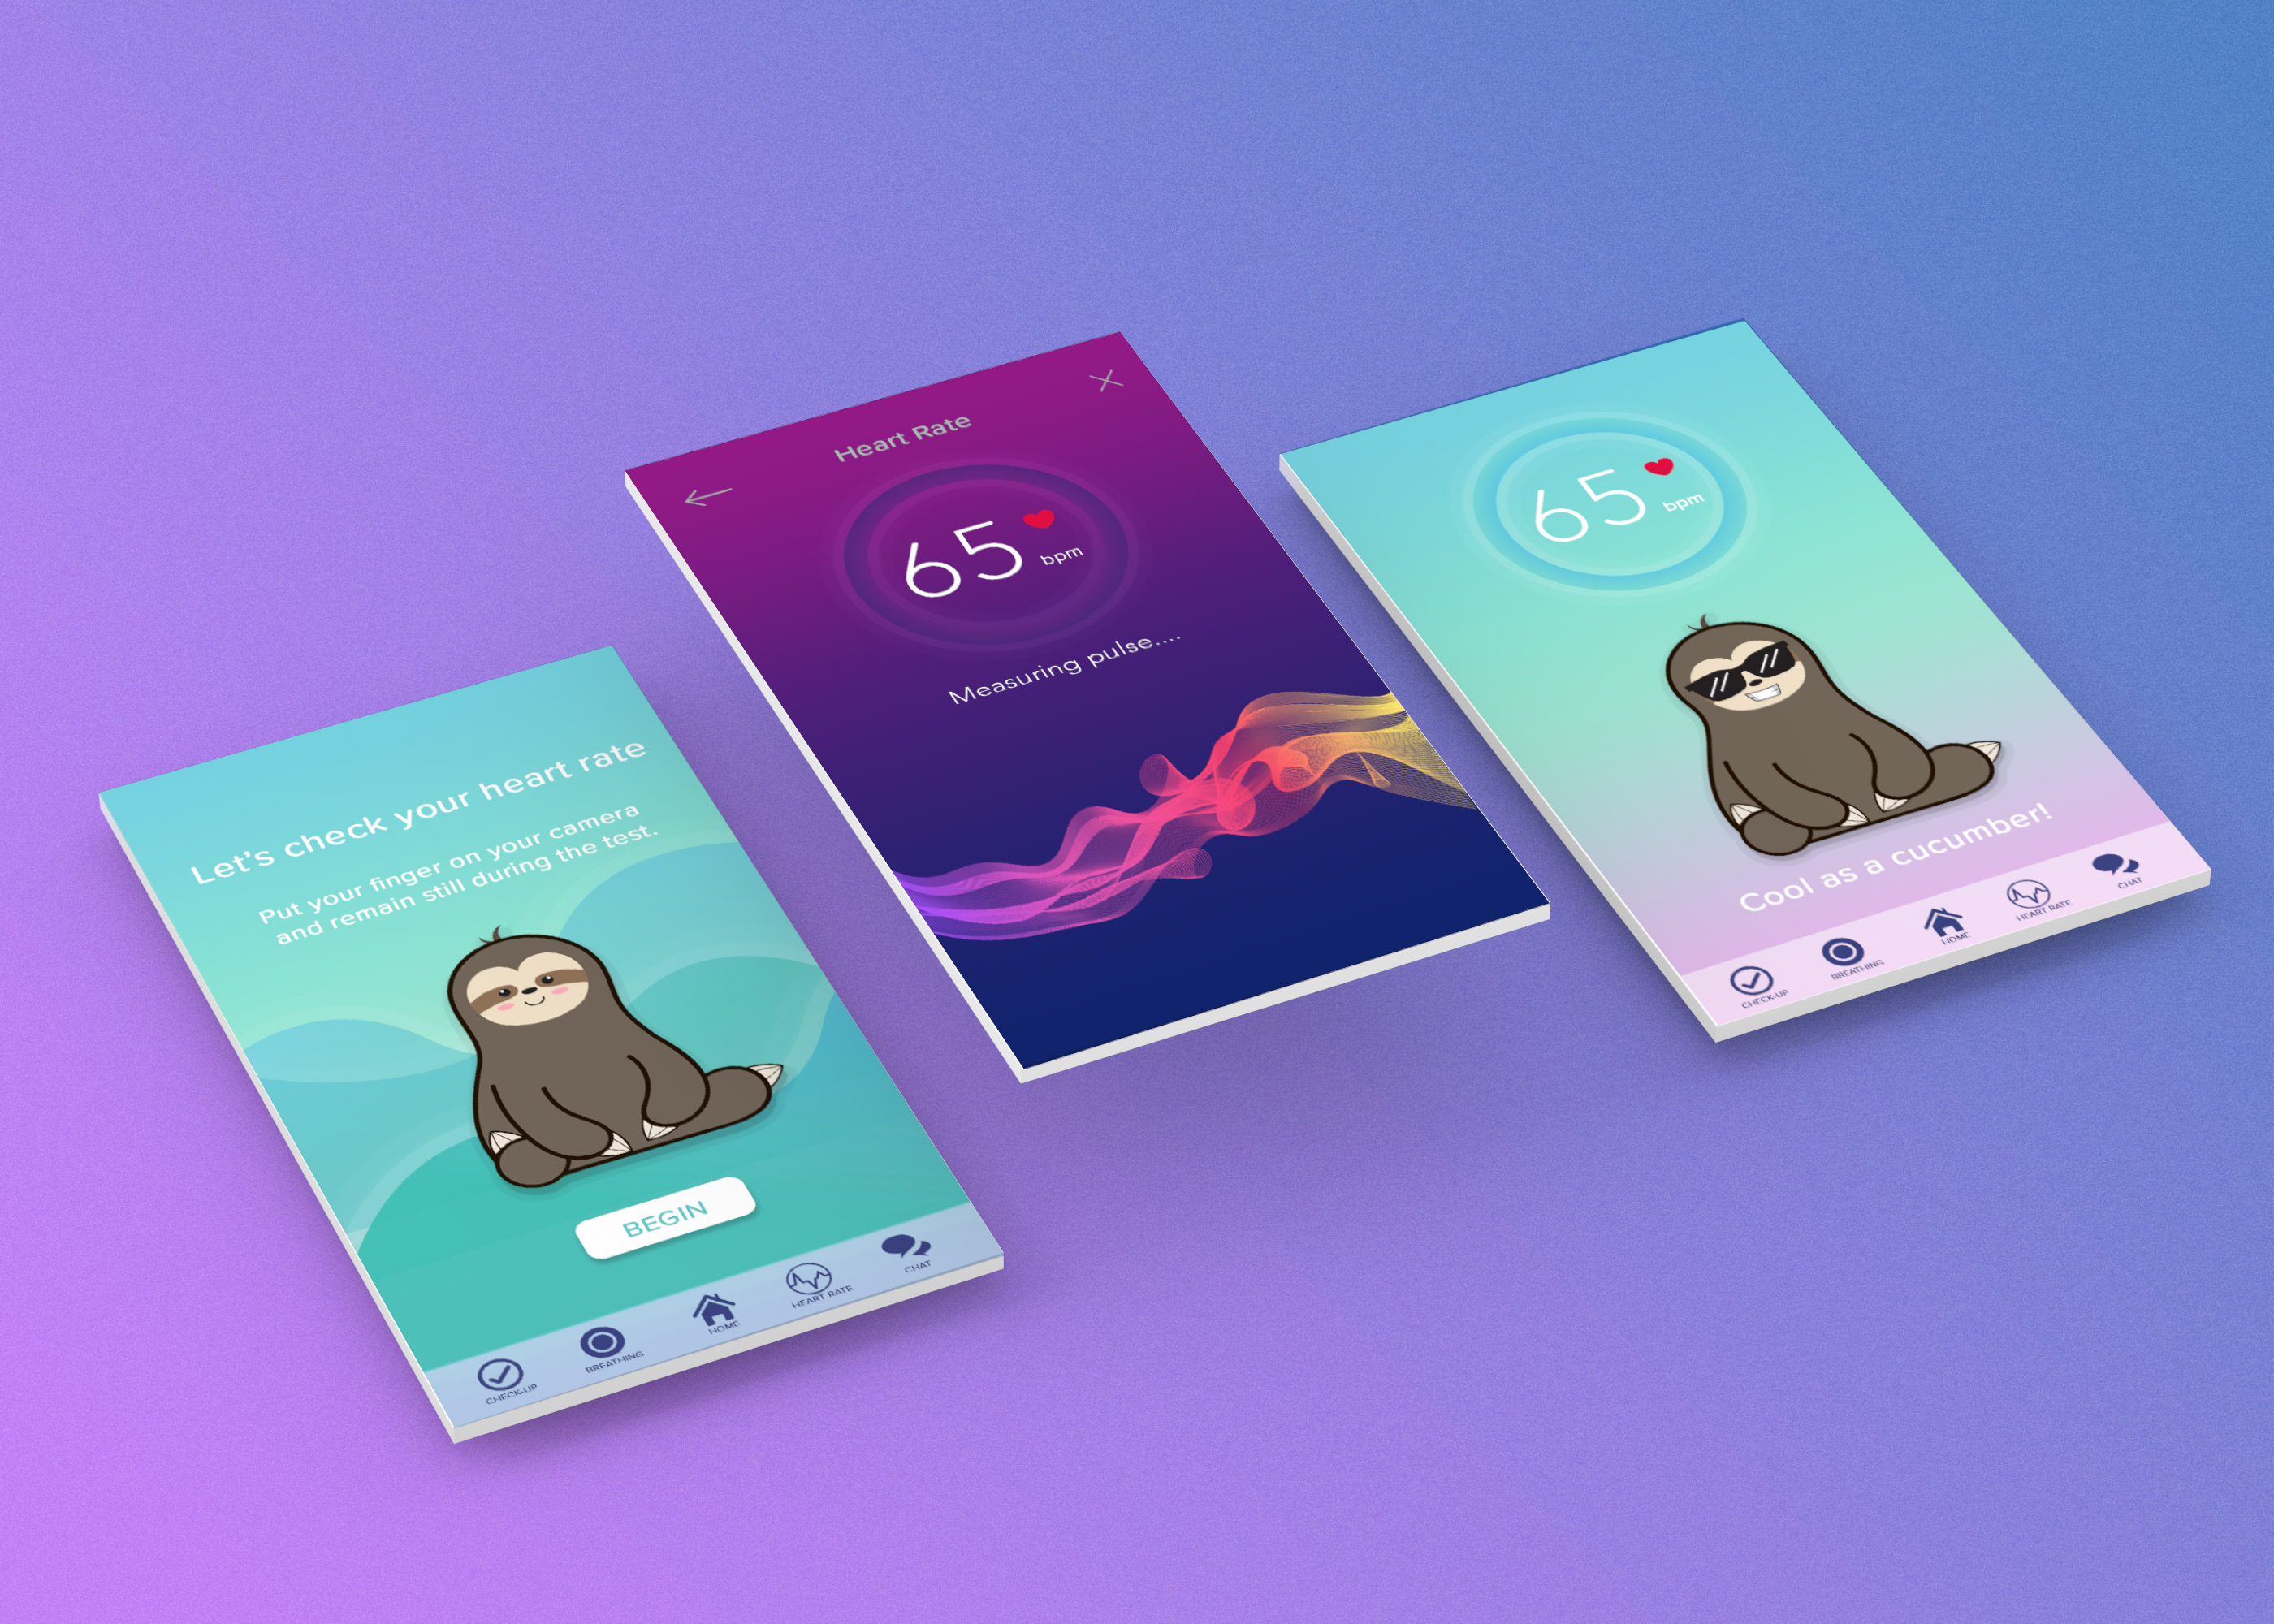 Let's check your heart rate
Put your finger on your camera
and remain still during the test.
BEGIN
CHECK-UP
BREATHING
HOME
HEART RATE
CHAT
Heart Rate
65
bpm
Measuring pulse....
65
bpm
Cool as a cucumber!
CHECK-UP
BREATHING
HOME
HEART RATE
CHAT